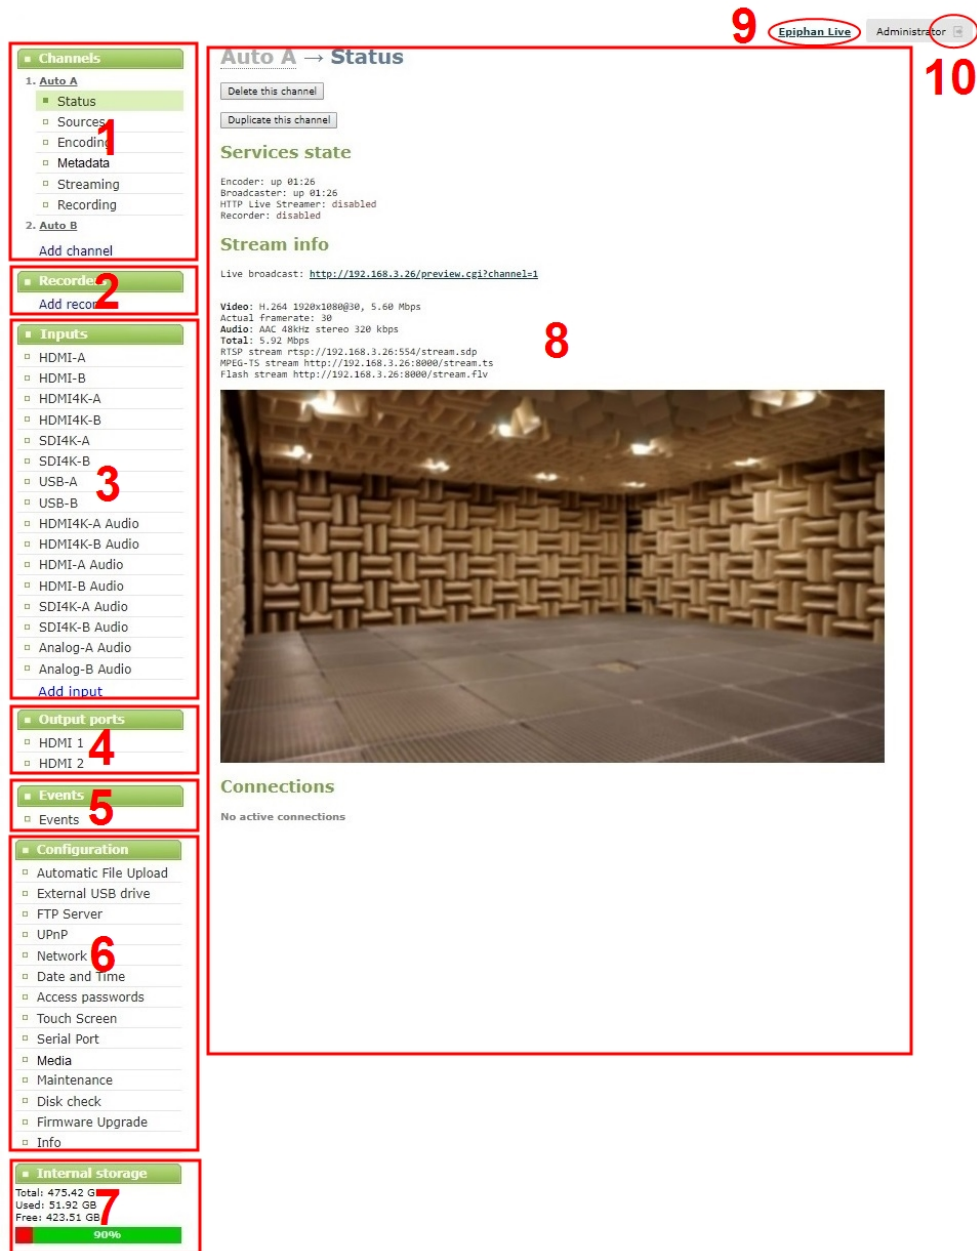 9
Epiphan Live
Administrator
10
Channels
1. Auto A
Status
Sources
Encoding
Metadata
Streaming
Recording
2. Auto B
Add channel
1
Recorders
Add recorder
2
Inputs
HDMI-A
HDMI-B
HDMI4K-A
HDMI4K-B
SDI4K-A
SDI4K-B
USB-A
USB-B
HDMI4K-A Audio
HDMI4K-B Audio
HDMI-A Audio
HDMI-B Audio
SDI4K-A Audio
SDI4K-B Audio
Analog-A Audio
Analog-B Audio
Add input
3
Output ports
HDMI 1
HDMI 2
4
Events
Events
5
Configuration
Automatic File Upload
External USB drive
FTP Server
UPnP
Network
Date and Time
Access passwords
Touch Screen
Serial Port
Media
Maintenance
Disk check
Firmware Upgrade
Info
6
Internal storage
Total: 475.42 G
Used: 51.92 GB
Free: 423.51 GB
90%
7
Auto A → Status
Delete this channel
Duplicate this channel
Services state
Encoder: up 01:26
Broadcaster: up 01:26
HTTP Live Streamer: disabled
Recorder: disabled
Stream info
Live broadcast: http://192.168.3.26/preview.cgi?channel=1
Video: H.264 1920x1080@30, 5.60 Mbps
Actual framerate: 30
Audio: AAC 48kHz stereo 320 kbps
Total: 5.92 Mbps
RTSP stream rtsp://192.168.3.26:554/stream.sdp
MPEG-TS stream http://192.168.3.26:8000/stream.ts
Flash stream http://192.168.3.26:8000/stream.flv
8
Connections
No active connections